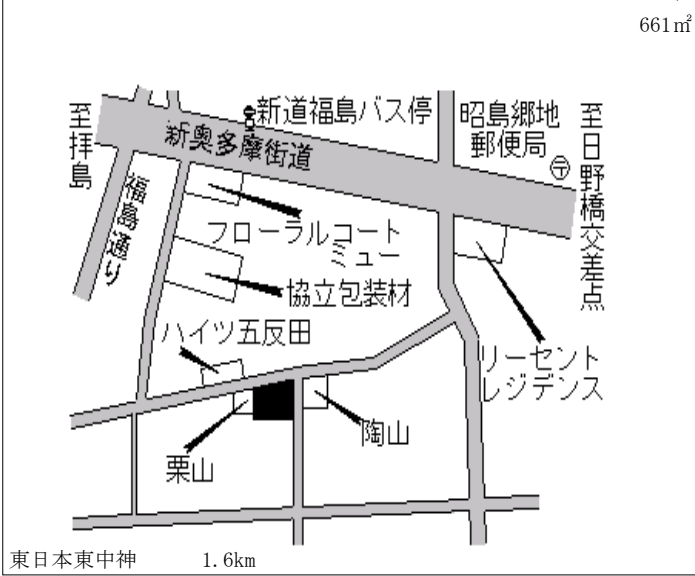 661㎡
至拝島
新道福島バス停
昭島郷地
郵便局
〒
至日野橋交差点
新奥多摩街道
福島通り
フローラルコート
ミュー
協立包装材
ハイツ五反田
リーセント
レジデンス
陶山
栗山
東日本東中神 1.6km